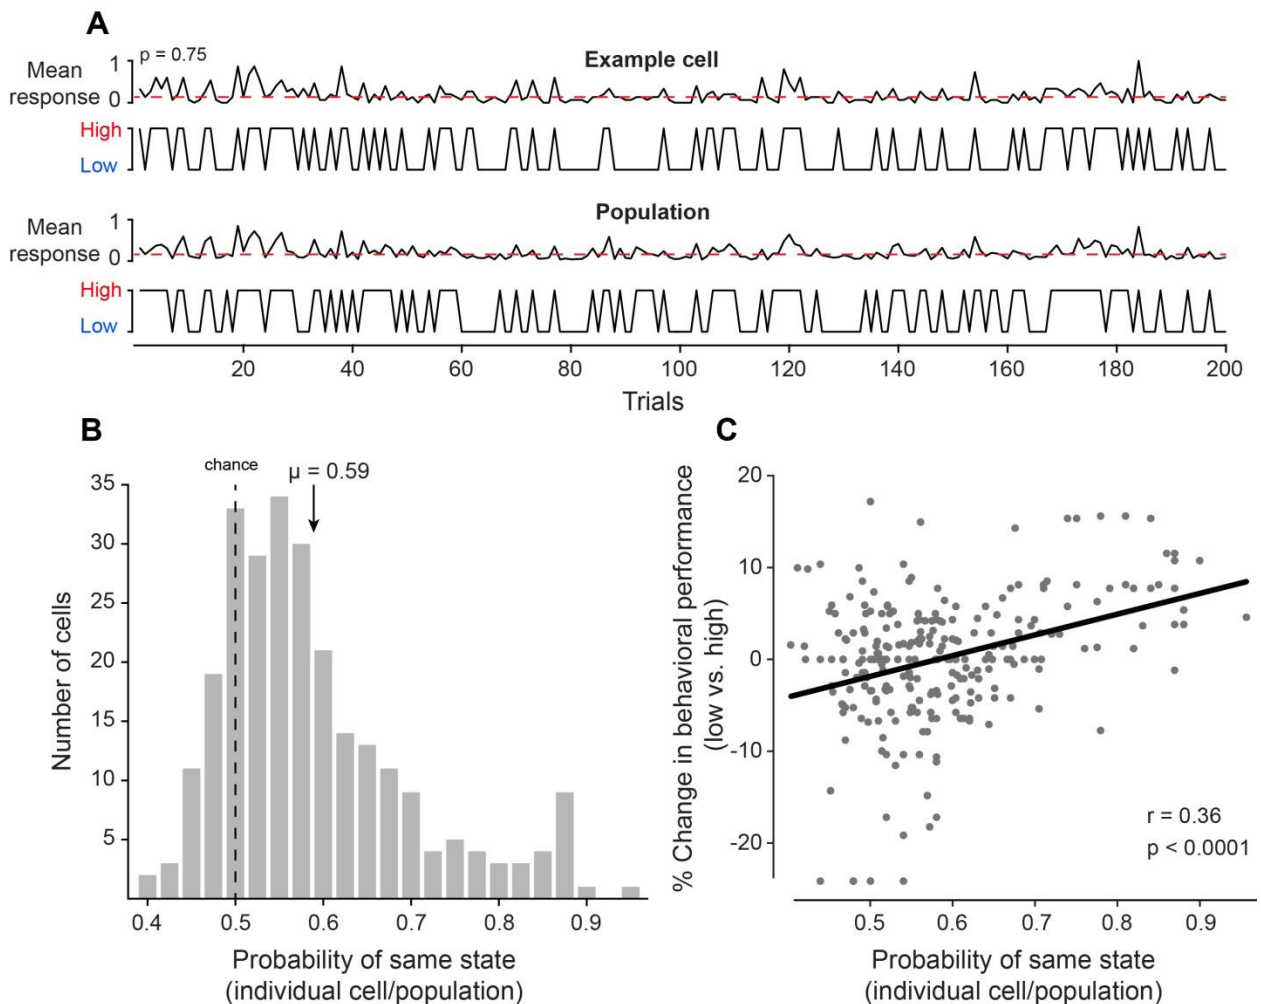 A
p = 0.75
Example cell
Mean
response
1
0
High
Low
Population
Mean
response
1
0
High
Low
20 40 60 80 100 120 140 160 180 200
Trials
B
chance
μ = 0.59
Number of cells
35
30
25
20
15
10
5
0.4 0.5 0.6 0.7 0.8 0.9
Probability of same state
(individual cell/population)
C
% Change in behavioral performance
(low vs. high)
20
10
0
-10
-20
r = 0.36
p < 0.0001
0.5 0.6 0.7 0.8 0.9
Probability of same state
(individual cell/population)